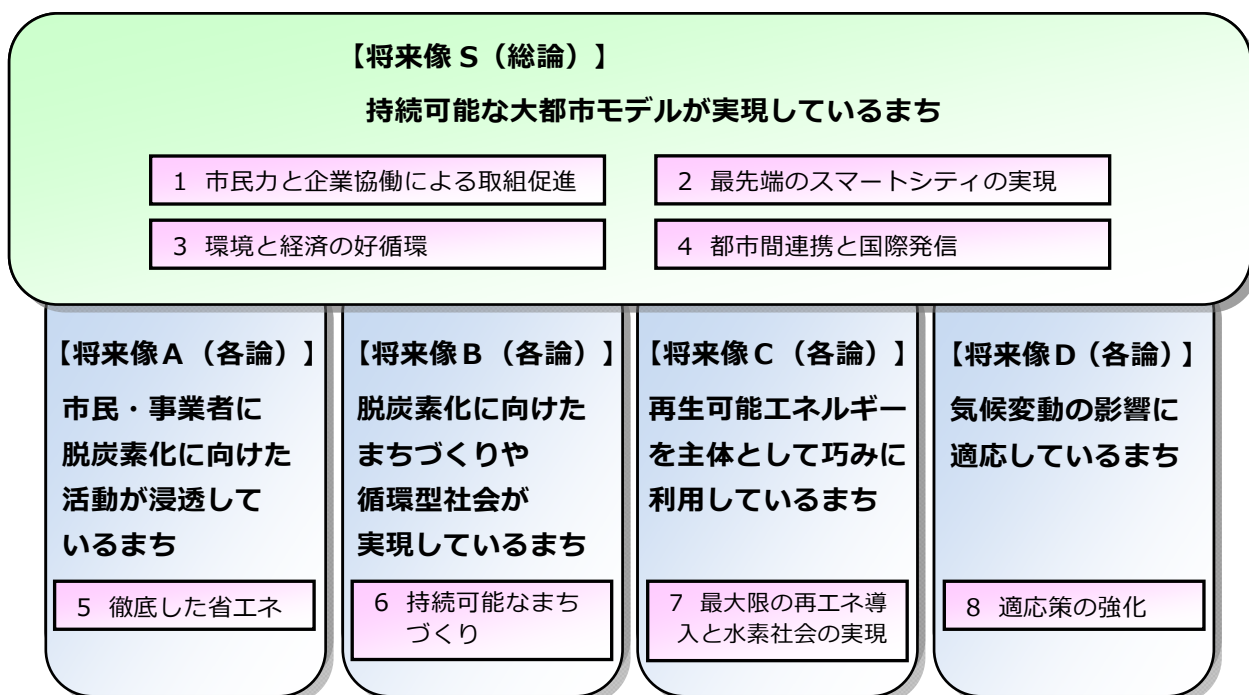 【将来像S（総論）】
持続可能な大都市モデルが実現しているまち
1 市民力と企業協働による取組促進
2 最先端のスマートシティの実現
3 環境と経済の好循環
4 都市間連携と国際発信
【将来像A（各論）】
市民・事業者に
脱炭素化に向けた
活動が浸透して
いるまち
5 徹底した省エネ
【将来像B（各論）】
脱炭素化に向けた
まちづくりや
循環型社会が
実現しているまち
6 持続可能なまち
づくり
【将来像C（各論）】
再生可能エネルギー
を主体として巧みに
利用しているまち
7 最大限の再エネ導
入と水素社会の実現
【将来像D（各論）】
気候変動の影響に
適応しているまち
8 適応策の強化